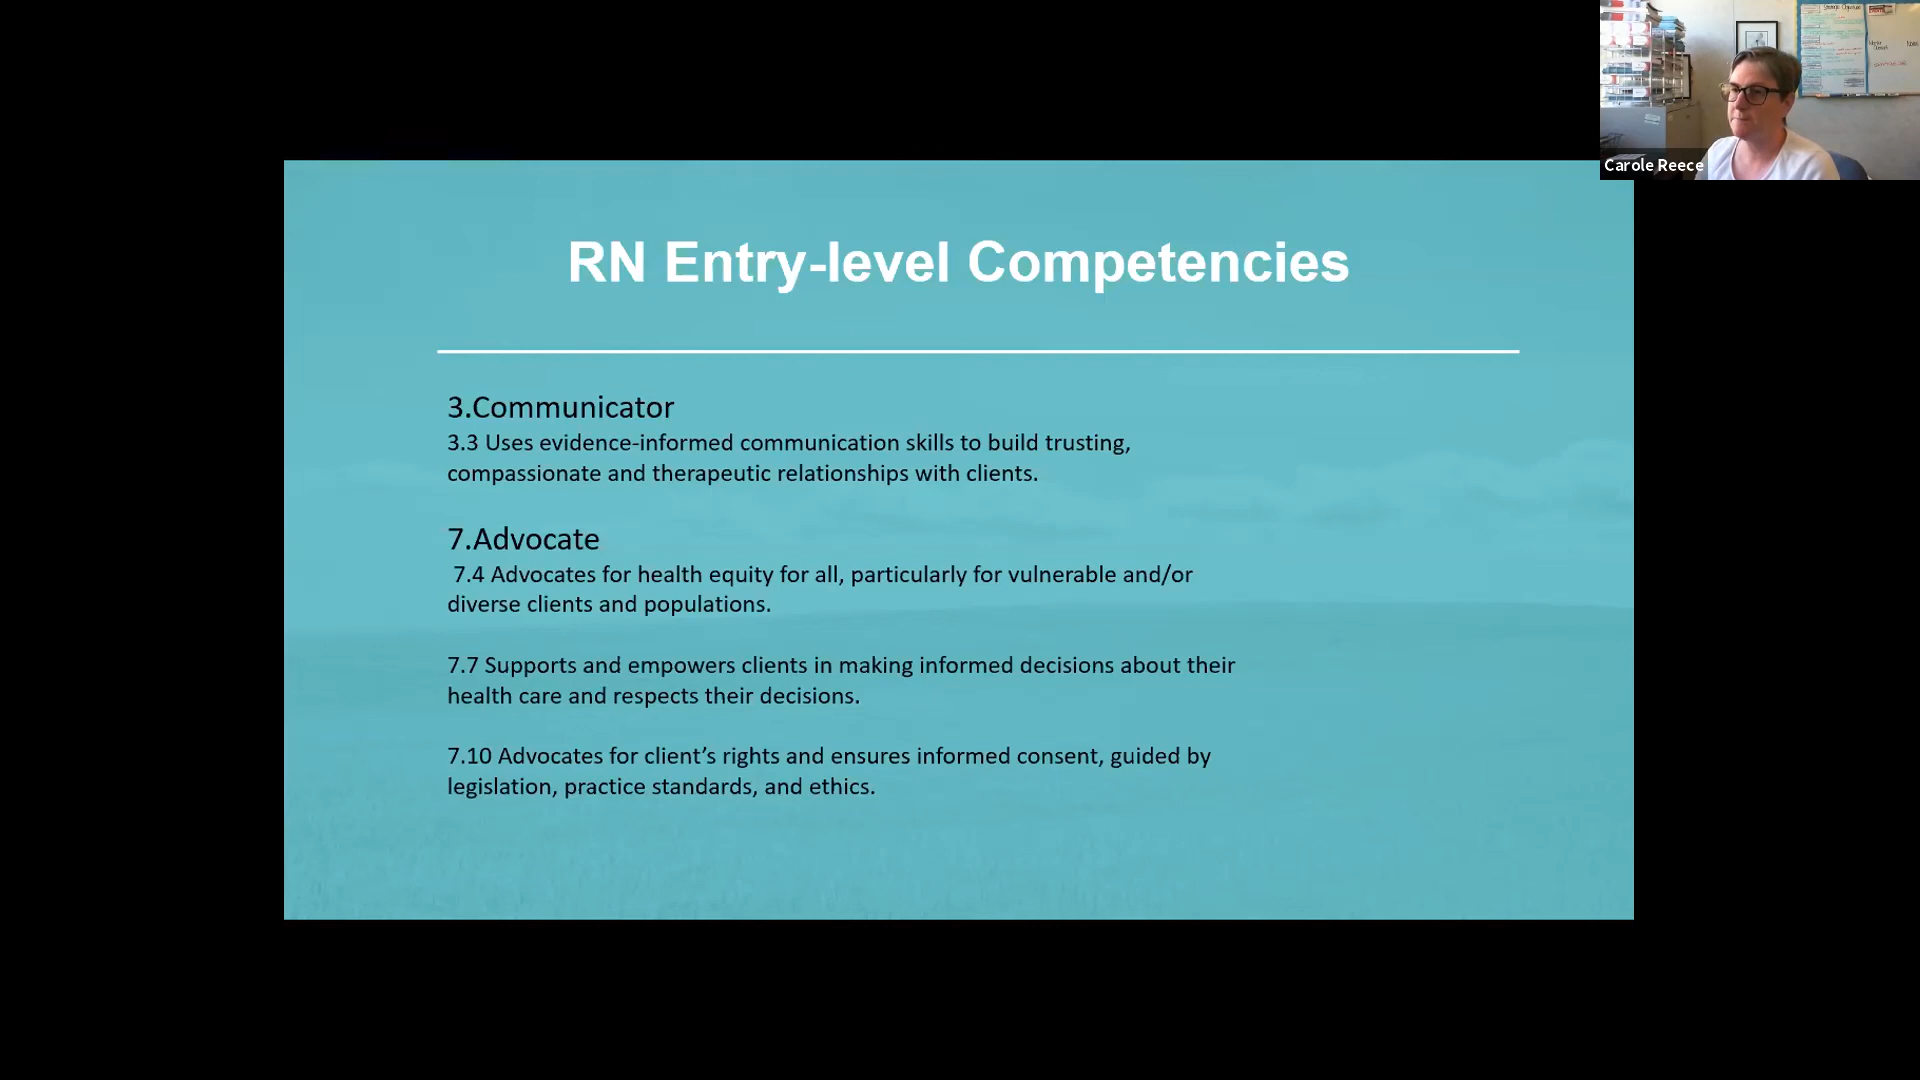 Carole Reece
RN Entry-level Competencies
3.Communicator
3.3 Uses evidence-informed communication skills to build trusting,
compassionate and therapeutic relationships with clients.
7.Advocate
7.4 Advocates for health equity for all, particularly for vulnerable and/or
diverse clients and populations.
7.7 Supports and empowers clients in making informed decisions about their
health care and respects their decisions.
7.10 Advocates for client’s rights and ensures informed consent, guided by
legislation, practice standards, and ethics.